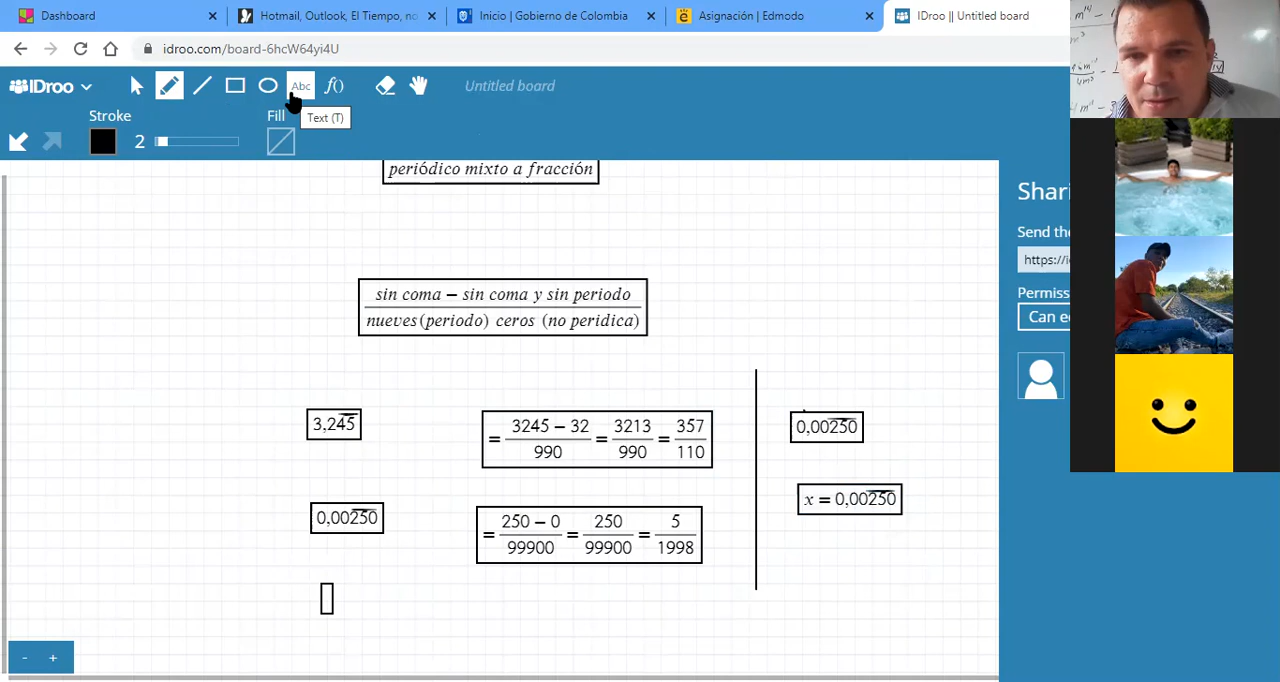 Dashboard
Hotmail, Outlook, El Tiempo, no
Inicio | Gobierno de Colombia
Asignación | Edmodo
IDroo || Untitled board
idroo.com/board-6hcW64yi4U
IDroo
Abc
f()
Untitled board
Stroke
Fill
Text (T)
2
periódico mixto a fracción
Shari
Send the
https://i
Permiss
Can e
sin coma − sin coma y sin periodo
ueves(periodo) ceros (no peridica)
3,245
= 3245 − 32 / 990 = 3213 / 990 = 357 / 110
0,00250
x = 0,00250
0,00250
= 250 − 0 / 99900 = 250 / 99900 = 5 / 1998
- +